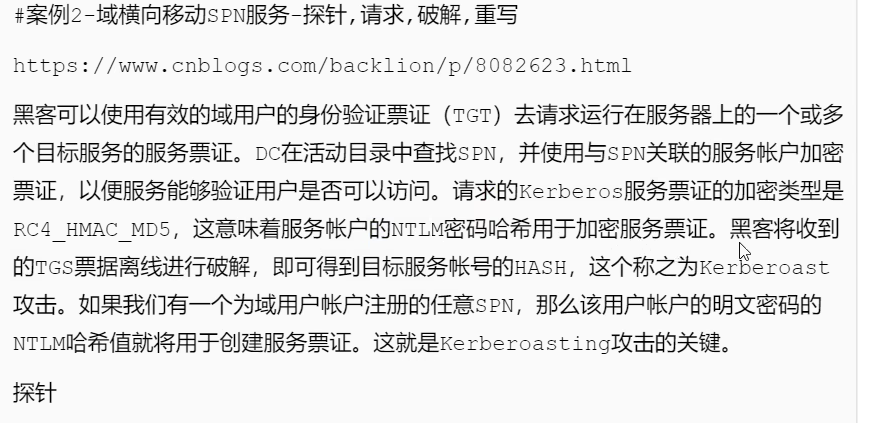 #案例2-域横向移动SPN服务-探针,请求,破解,重写
https://www.cnblogs.com/backlion/p/8082623.html
黑客可以使用有效的域用户的身份验证票证（TGT）去请求运行在服务器上的一个或多
个目标服务的服务票证。DC在活动目录中查找SPN，并使用与SPN关联的服务帐户加密
票证，以便服务能够验证用户是否可以访问。请求的Kerberos服务票证的加密类型是
RC4_HMAC_MD5，这意味着服务帐户的NTLM密码哈希用于加密服务票证。黑客将收到
的TGS票据离线进行破解，即可得到目标服务帐号的HASH，这个称之为Kerberoast
攻击。如果我们有一个为域用户帐户注册的任意SPN，那么该用户帐户的明文密码的
NTLM哈希值就将用于创建服务票证。这就是Kerberoasting攻击的关键。
探针